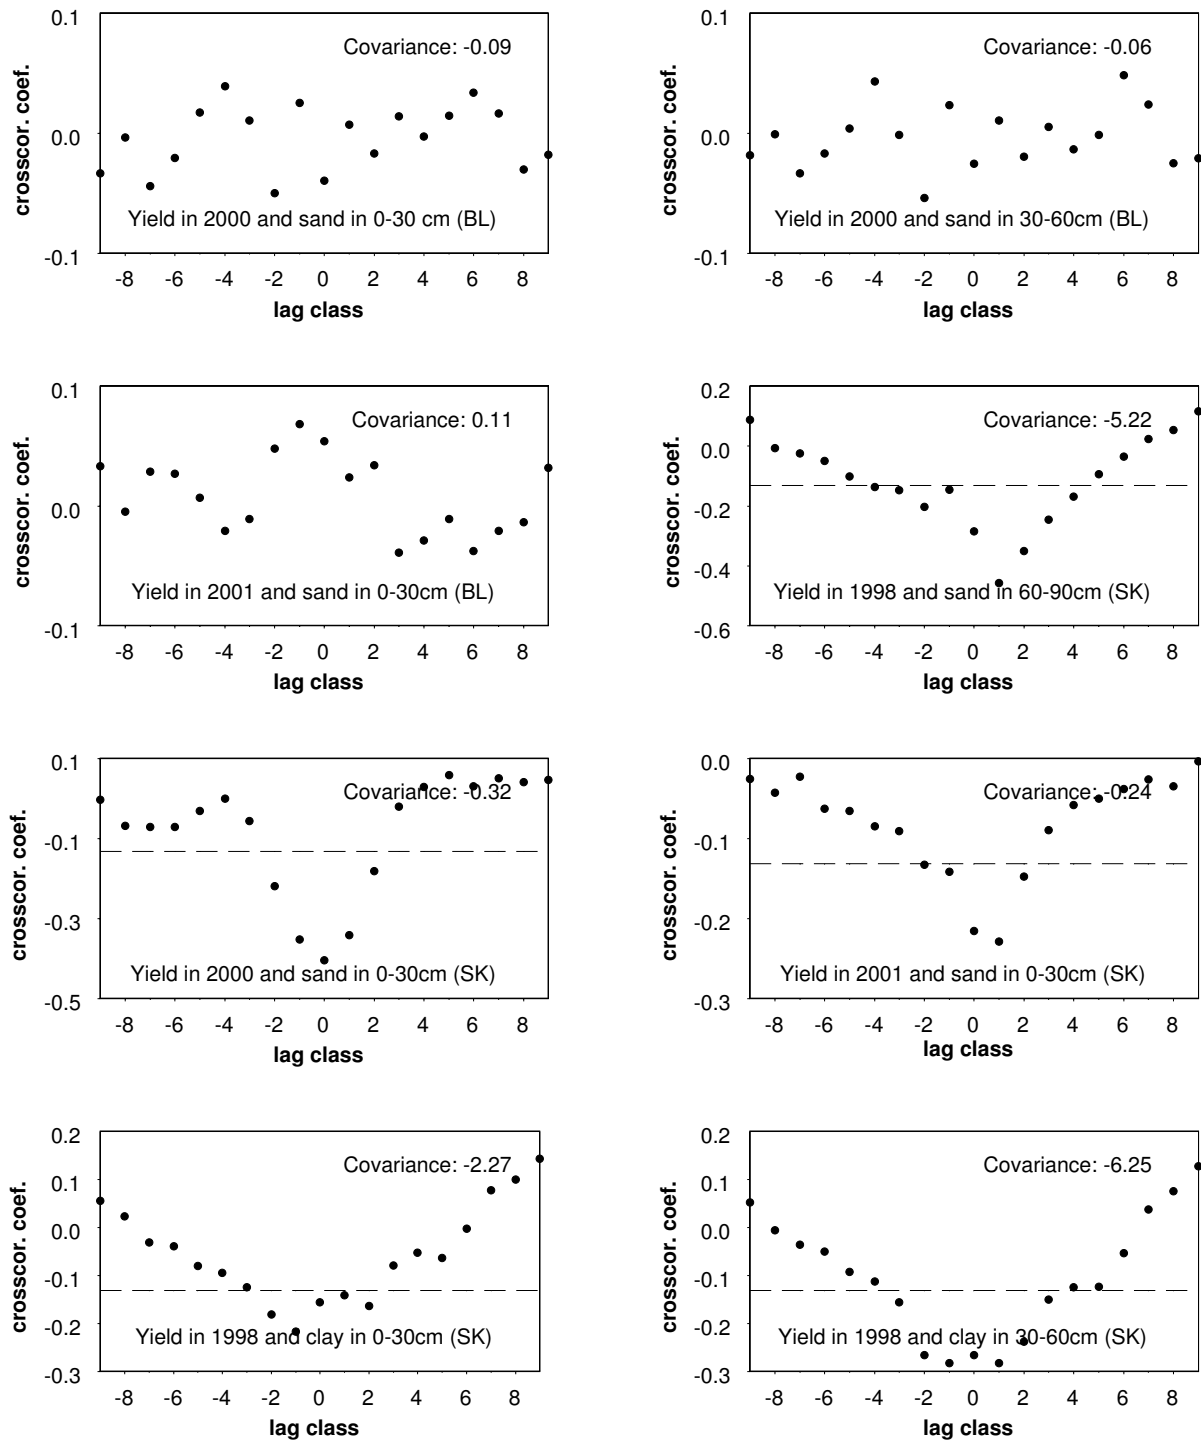 0.1
Covariance: -0.09
crosscor. coef.
0.0
Yield in 2000 and sand in 0-30 cm (BL)
-0.1
-8 -6 -4 -2 0 2 4 6 8
lag class
0.1
Covariance: -0.06
crosscor. coef.
0.0
Yield in 2000 and sand in 30-60cm (BL)
-0.1
-8 -6 -4 -2 0 2 4 6 8
lag class
0.1
Covariance: 0.11
crosscor. coef.
0.0
Yield in 2001 and sand in 0-30cm (BL)
-0.1
-8 -6 -4 -2 0 2 4 6 8
lag class
0.2
Covariance: -5.22
0.0
crosscor. coef.
-0.2
-0.4
Yield in 1998 and sand in 60-90cm (SK)
-0.6
-8 -6 -4 -2 0 2 4 6 8
lag class
0.1
Covariance: -0.32
-0.1
crosscor. coef.
-0.3
Yield in 2000 and sand in 0-30cm (SK)
-0.5
-8 -6 -4 -2 0 2 4 6 8
lag class
0.0
Covariance: -0.24
-0.1
crosscor. coef.
-0.2
Yield in 2001 and sand in 0-30cm (SK)
-0.3
-8 -6 -4 -2 0 2 4 6 8
lag class
0.2
Covariance: -2.27
0.1
0.0
crosscor. coef.
-0.1
-0.2
Yield in 1998 and clay in 0-30cm (SK)
-0.3
-8 -6 -4 -2 0 2 4 6 8
lag class
0.2
Covariance: -6.25
0.1
0.0
crosscor. coef.
-0.1
-0.2
Yield in 1998 and clay in 30-60cm (SK)
-0.3
-8 -6 -4 -2 0 2 4 6 8
lag class